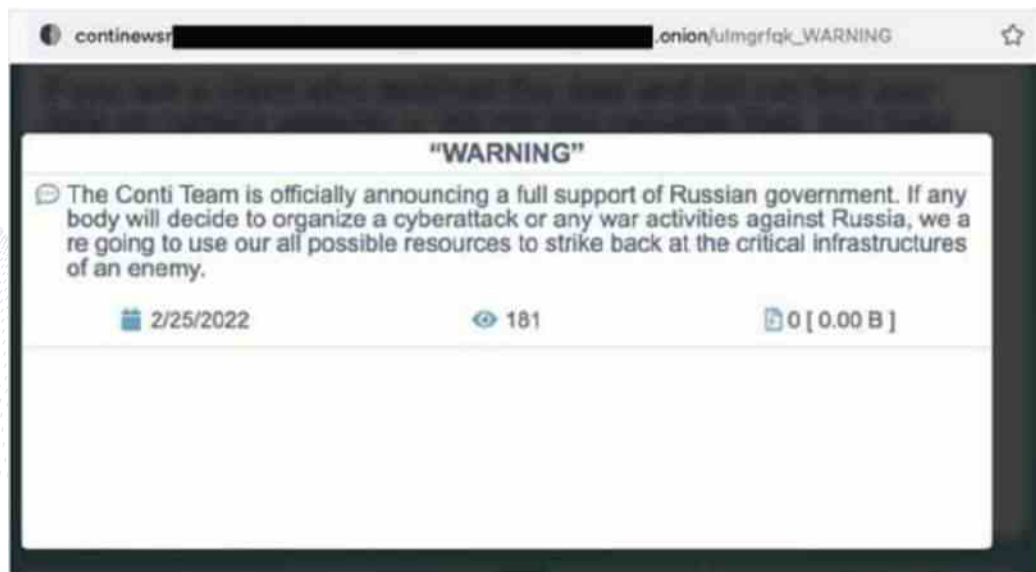 continewsr .onion/ulmgrfqk_WARNING
“WARNING”
The Conti Team is officially announcing a full support of Russian government. If any
body will decide to organize a cyberattack or any war activities against Russia, we a
re going to use our all possible resources to strike back at the critical infrastructures
of an enemy.
2/25/2022 181 0 [ 0.00 B ]